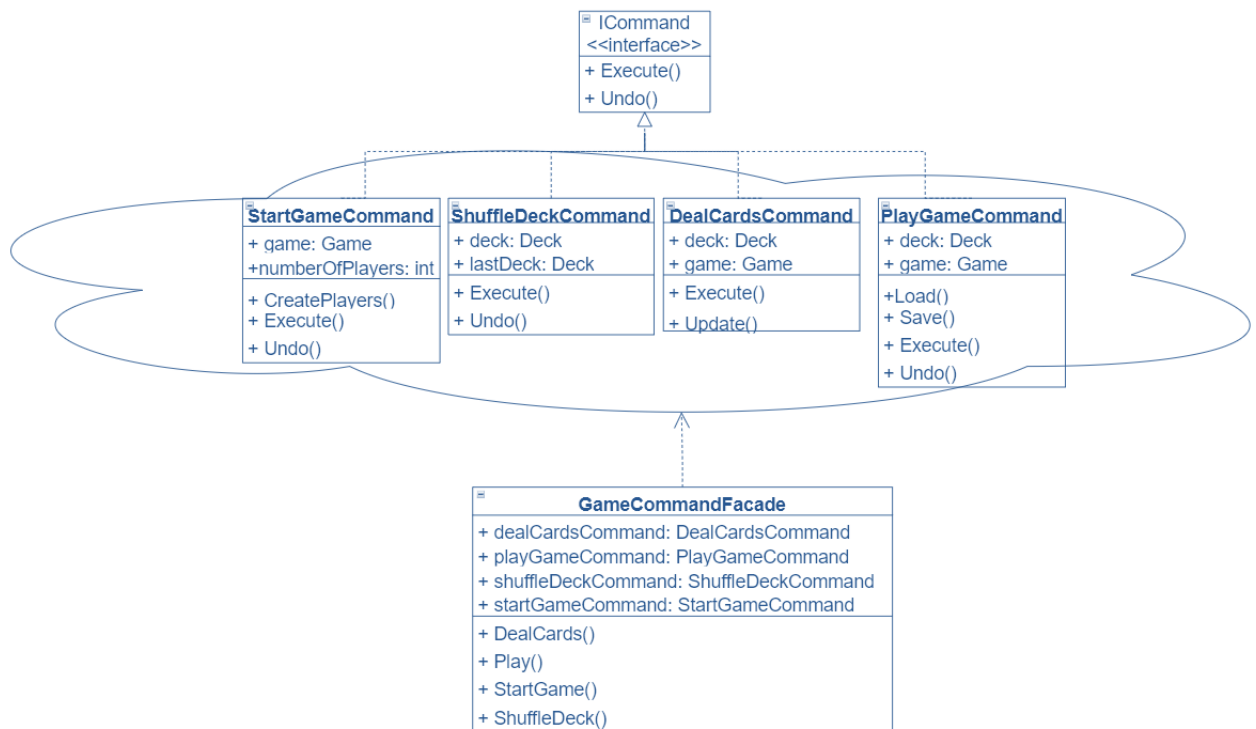 ICommand
<<interface>>
+ Execute()
+ Undo()
StartGameCommand
+ game: Game
+numberOfPlayers: int
+ CreatePlayers()
+ Execute()
+ Undo()
ShuffleDeckCommand
+ deck: Deck
+ lastDeck: Deck
+ Execute()
+ Undo()
DealCardsCommand
+ deck: Deck
+ game: Game
+ Execute()
+ Update()
PlayGameCommand
+ deck: Deck
+ game: Game
+Load()
+ Save()
+ Execute()
+ Undo()
GameCommandFacade
+ dealCardsCommand: DealCardsCommand
+ playGameCommand: PlayGameCommand
+ shuffleDeckCommand: ShuffleDeckCommand
+ startGameCommand: StartGameCommand
+ DealCards()
+ Play()
+ StartGame()
+ ShuffleDeck()